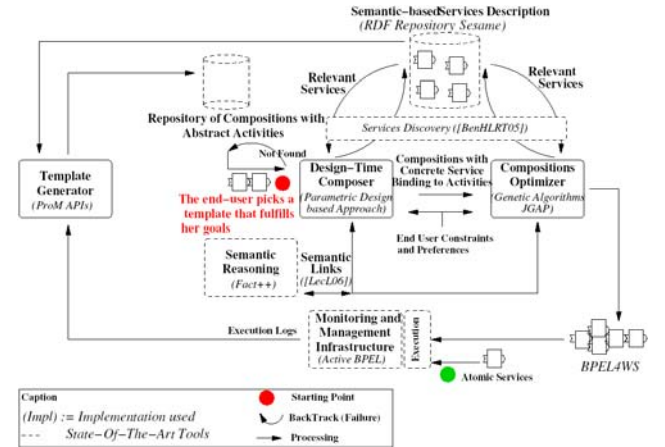 Semantic-based Services Description
(RDF Repository Sesame)
Relevant
Services
Relevant
Services
Repository of Compositions with
Abstract Activities
Services Discovery ([BenHLRT05])
Not Found
Template
Generator
(ProM APIs)
Design-Time
Composer
(Parametric Design
based Approach)
Compositions with
Concrete Service
Binding to Activities
Compositions
Optimizer
(Genetic Algorithms
JGAP)
The end-user picks a
template that fulfills
her goals
End User Constraints
and Preferences
Semantic
Reasoning
(Fact++)
Semantic
Links
([LecL06])
Monitoring and
Management
Infrastructure
(Active BPEL)
Execution
Execution Logs
BPEL4WS
Atomic Services
Caption
(Impl) := Implementation used
--- State-Of-The-Art Tools
Starting Point
BackTrack (Failure)
Processing